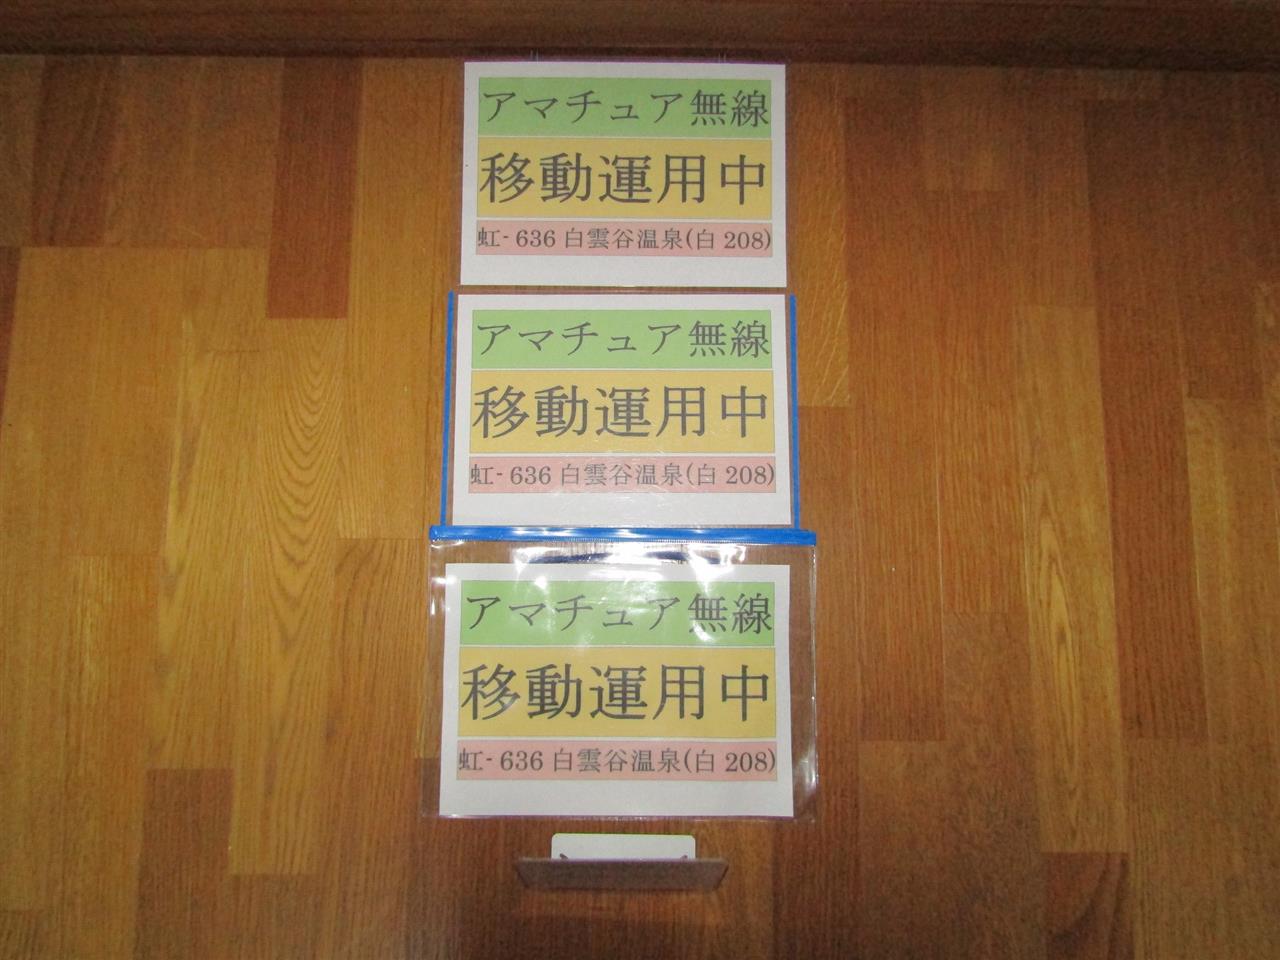 アマチュア無線
移動運用中
虹- 636 白雲谷温泉(白 208)
アマチュア無線
移動運用中
虹- 636 白雲谷温泉(白 208)
アマチュア無線
移動運用中
虹- 636 白雲谷温泉(白 208)